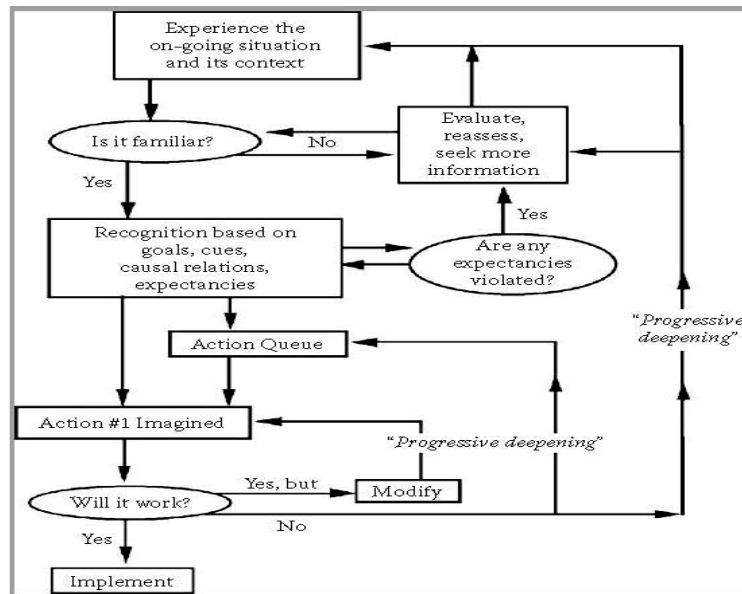 Experience the
on-going situation
and its context
Is it familiar?
No
Evaluate,
reassess,
seek more
information
Yes
Yes
Recognition based on
goals, cues,
causal relations,
expectancies
Are any
expectancies
violated?
"Progressive
deepening"
Action Queue
Action #1 Imagined
"Progressive deepening"
Will it work?
Yes, but
Modify
No
Yes
Implement